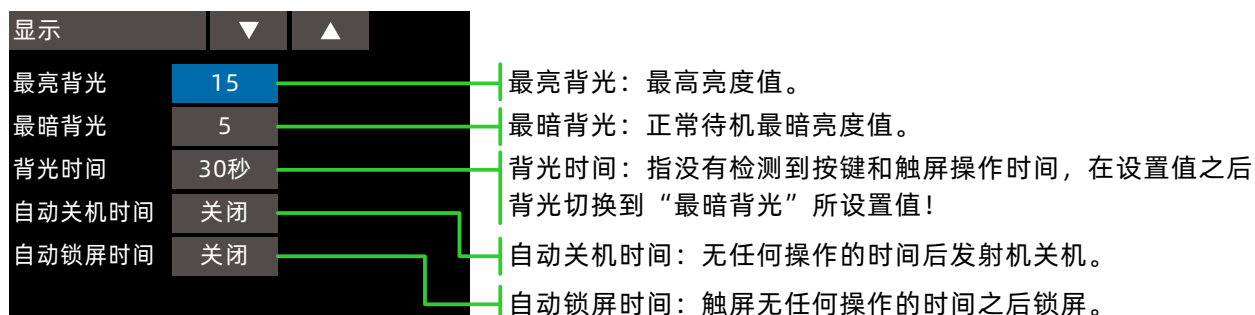 显示 ▼ ▲
最亮背光 15
最暗背光 5
背光时间 30秒
自动关机时间 关闭
自动锁屏时间 关闭
最亮背光：最高亮度值。
最暗背光：正常待机最暗亮度值。
背光时间：指没有检测到按键和触屏操作时间，在设置值之后
背光切换到“最暗背光”所设置值！
自动关机时间：无任何操作的时间后发射机关机。
自动锁屏时间：触屏无任何操作的时间之后锁屏。